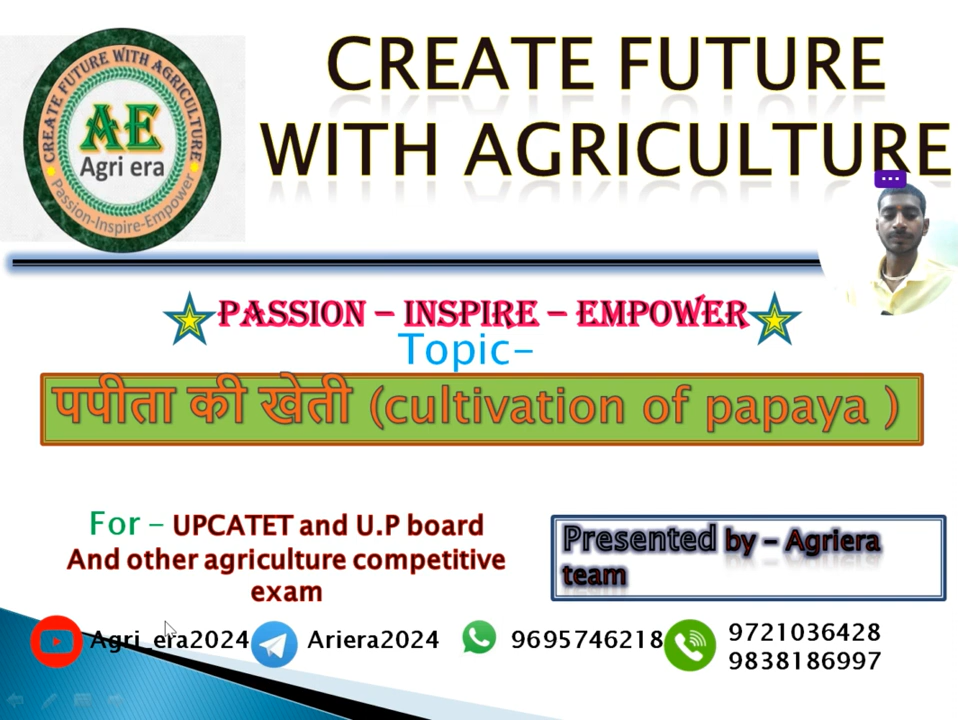 CREATE FUTURE WITH AGRICULTURE
AE
Agri era
Passion-Inspire-Empower
CREATE FUTURE
WITH AGRICULTURE
PASSION – INSPIRE – EMPOWER
Topic-
पपीता की खेती (cultivation of papaya )
For – UPCATET and U.P board
And other agriculture competitive
exam
Presented by – Agriera
team
Agri_era2024
Ariera2024
9695746218
9721036428
9838186997